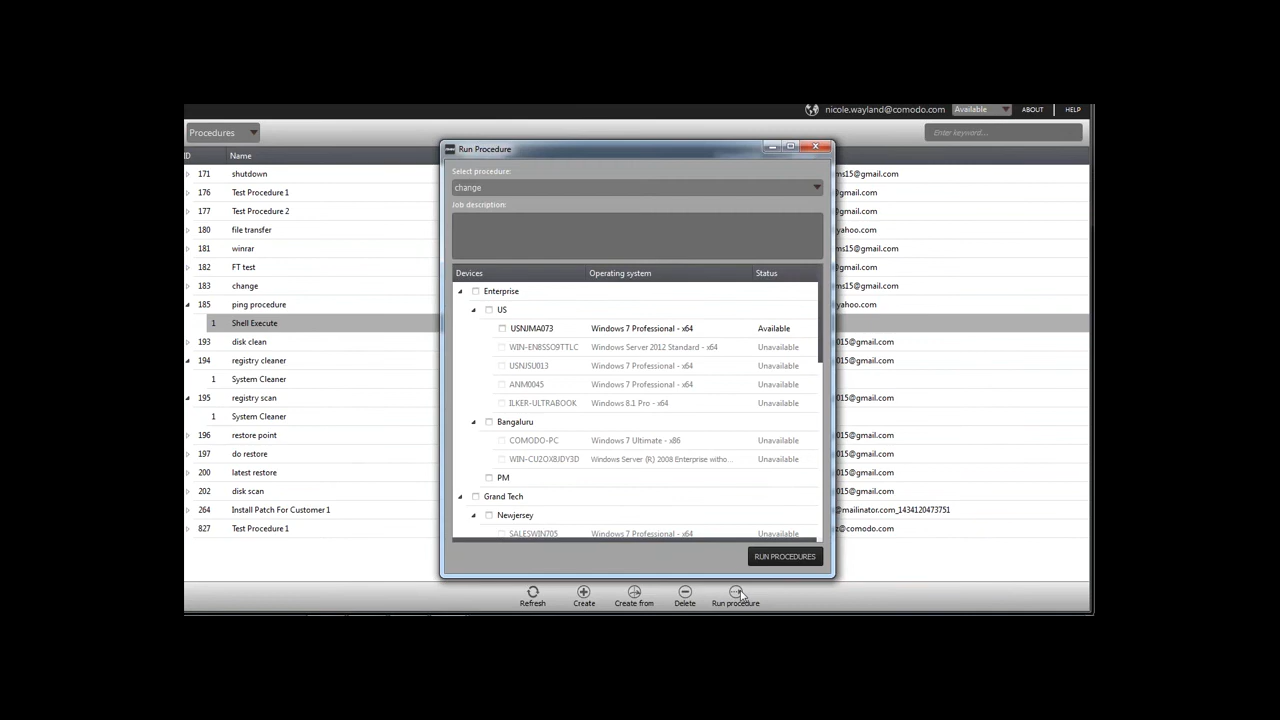 nicole.wayland@comodo.com Available ABOUT HELP
Procedures Enter keyword...
ID Name
171 shutdown ms15@gmail.com
176 Test Procedure 1 ms15@gmail.com
177 Test Procedure 2 @gmail.com
180 file transfer yahoo.com
181 winrar ms15@gmail.com
182 FT test @gmail.com
183 change ms15@gmail.com
185 ping procedure yahoo.com
1 Shell Execute
193 disk clean 015@gmail.com
194 registry cleaner 015@gmail.com
1 System Cleaner
195 registry scan 015@gmail.com
1 System Cleaner
196 restore point 015@gmail.com
197 do restore 015@gmail.com
200 latest restore 015@gmail.com
202 disk scan 015@gmail.com
264 Install Patch For Customer 1 @mailinator.com_1434120473751
827 Test Procedure 1 z@comodo.com
Run Procedure
Select procedure:
change
Job description:
Devices Operating system Status
Enterprise
US
USNJMA073 Windows 7 Professional - x64 Available
WIN-EN8SSO9TTLC Windows Server 2012 Standard - x64 Unavailable
USNJSU013 Windows 7 Professional - x64 Unavailable
ANM0045 Windows 7 Professional - x64 Unavailable
ILKER-ULTRABOOK Windows 8.1 Pro - x64 Unavailable
Bangaluru
COMODO-PC Windows 7 Ultimate - x86 Unavailable
WIN-CU2OX8JDY3D Windows Server (R) 2008 Enterprise witho... Unavailable
PM
Grand Tech
Newjersey
SALESWIN705 Windows 7 Professional - x64 Unavailable
RUN PROCEDURES
Refresh Create Create from Delete Run procedure